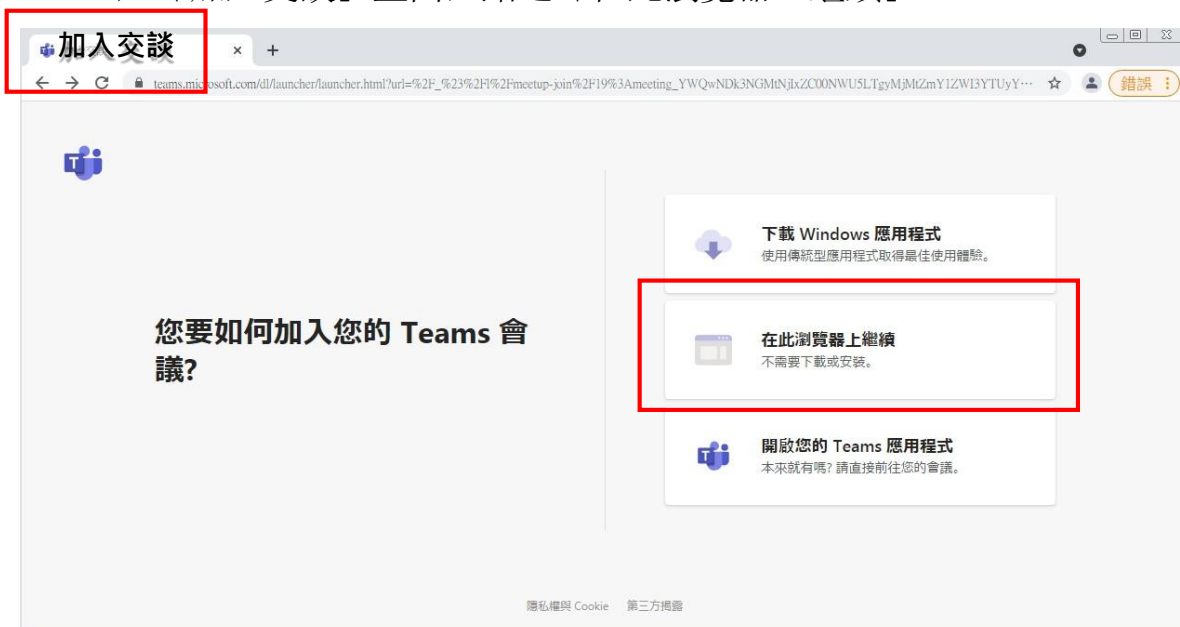 加入交談
teams.microsoft.com/dl/launcher/launcher.html?url=%2F_%23%2Fl%2Fmeetup-join%2F19%3Ameeting_
錯誤
您要如何加入您的 Teams 會
議?
下載 Windows 應用程式
使用傳統型應用程式取得最佳使用體驗。
在此瀏覽器上繼續
不需要下載或安裝。
開啟您的 Teams 應用程式
本來就有嗎? 請直接前往您的會議。
隱私權與 Cookie 第三方揭露